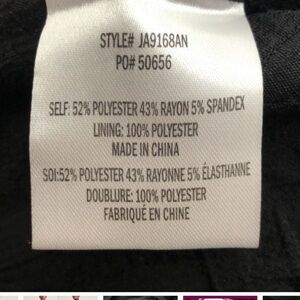 STYLE# JA9168AN
PO# 50656
SELF: 52% POLYESTER 43% RAYON 5% SPANDEX
LINING: 100% POLYESTER
MADE IN CHINA
SOI:52% POLYESTER 43% RAYONNE 5% ÉLASTHANNE
DOUBLURE: 100% POLYESTER
FABRIQUÉ EN CHINE